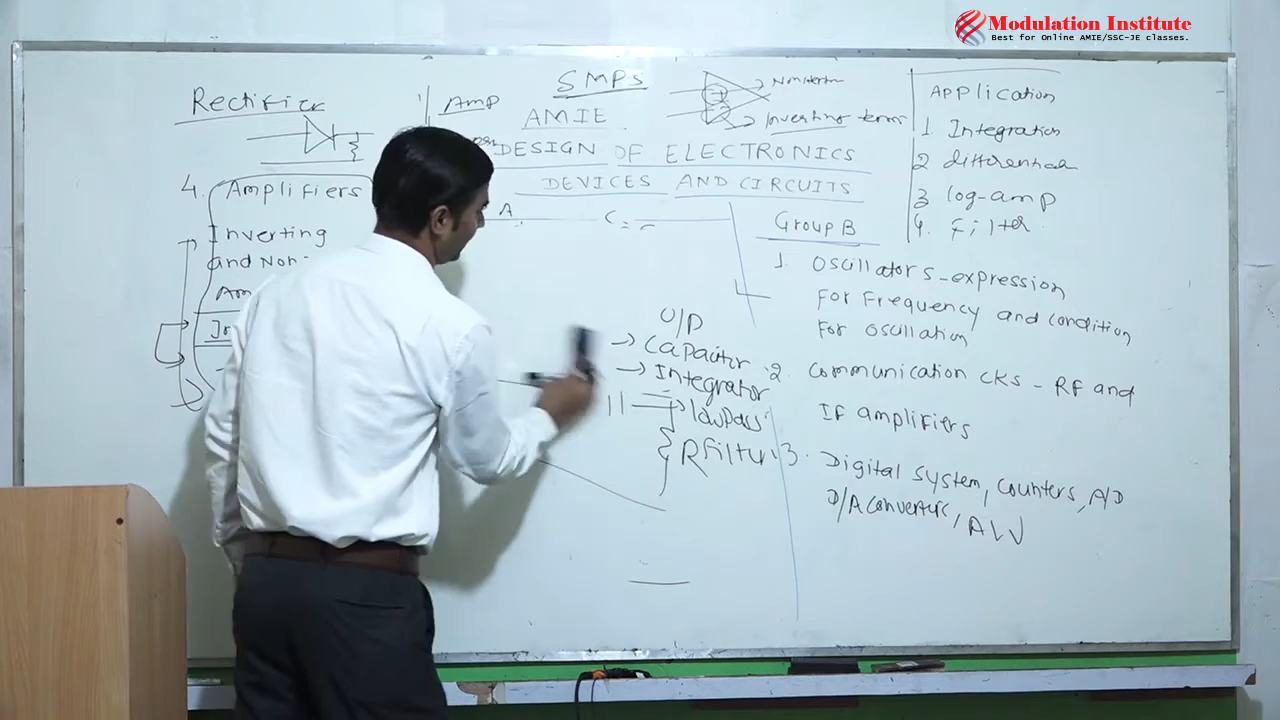 Modulation Institute
Best for Online AMIE/SSC-JE classes.
SMPS
Rectifier
Amp
AMIE
Inverting term
DESIGN OF ELECTRONICS
DEVICES AND CIRCUITS
4. Amplifiers
Inverting
and Non
Am
In
A
C
O/P
→ Capacitor
→ Integrator
lowpass
Rfilter
Application
1 Integration
2 differential
3 log-amp
4. Filter
Group B
1. Oscillators-expression
For Frequency and condition
For oscillation
2. Communication CKs - RF and
IF amplifiers
3. Digital system, Counters, A/D
D/A converters, ALU